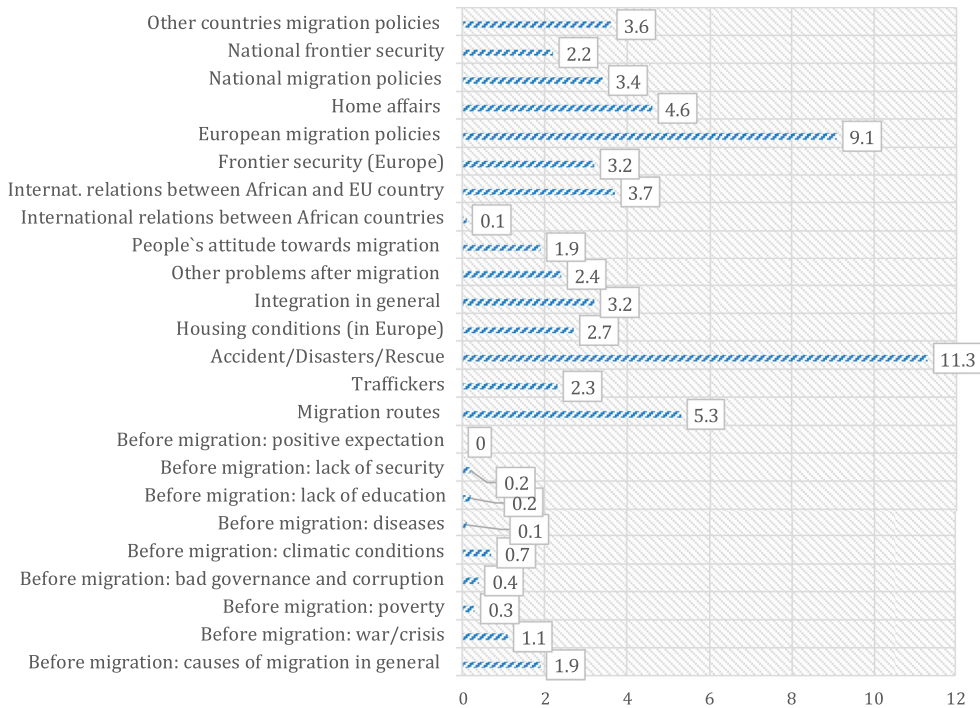 Other countries migration policies 3.6
National frontier security 2.2
National migration policies 3.4
Home affairs 4.6
European migration policies 9.1
Frontier security (Europe) 3.2
Internat. relations between African and EU country 3.7
International relations between African countries 0.1
People`s attitude towards migration 1.9
Other problems after migration 2.4
Integration in general 3.2
Housing conditions (in Europe) 2.7
Accident/Disasters/Rescue 11.3
Traffickers 2.3
Migration routes 5.3
Before migration: positive expectation 0
Before migration: lack of security 0.2
Before migration: lack of education 0.2
Before migration: diseases 0.1
Before migration: climatic conditions 0.7
Before migration: bad governance and corruption 0.4
Before migration: poverty 0.3
Before migration: war/crisis 1.1
Before migration: causes of migration in general 1.9
0 2 4 6 8 10 12